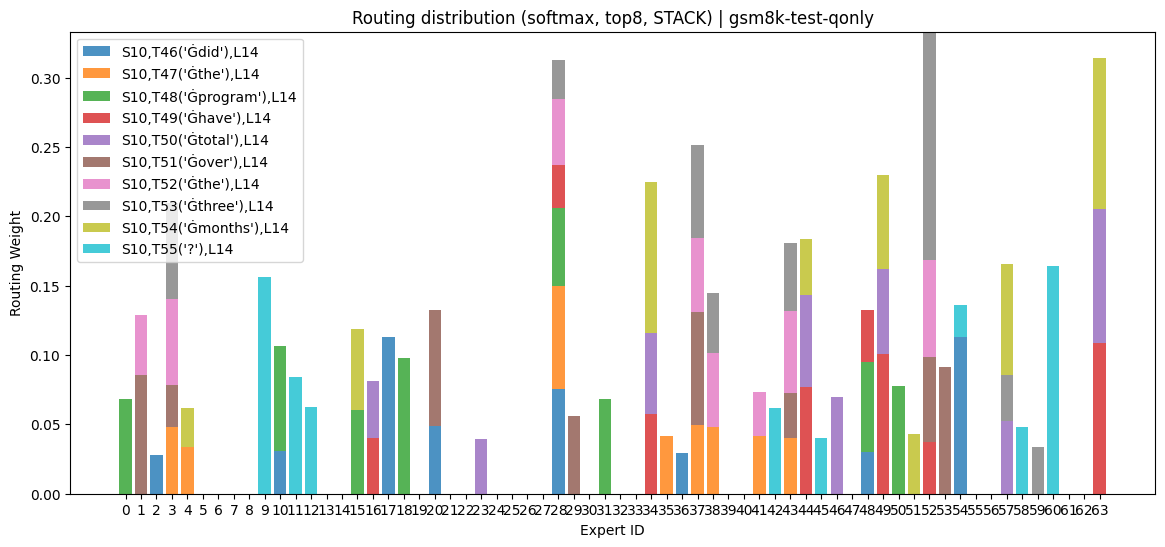 Routing distribution (softmax, top8, STACK) | gsm8k-test-qonly
S10,T46('Ġdid'),L14
S10,T47('Ġthe'),L14
S10,T48('Ġprogram'),L14
S10,T49('Ġhave'),L14
S10,T50('Ġtotal'),L14
S10,T51('Ġover'),L14
S10,T52('Ġthe'),L14
S10,T53('Ġthree'),L14
S10,T54('Ġmonths'),L14
S10,T55('?'),L14
Routing Weight
0.30
0.25
0.20
0.15
0.10
0.05
0.00
0 1 2 3 4 5 6 7 8 9 10 11 12 13 14 15 16 17 18 19 20 21 22 23 24 25 26 27 28 29 30 31 32 33 34 35 36 37 38 39 40 41 42 43 44 45 46 47 48 49 50 51 52 53 54 55 56 57 58 59 60 61 62 63
Expert ID